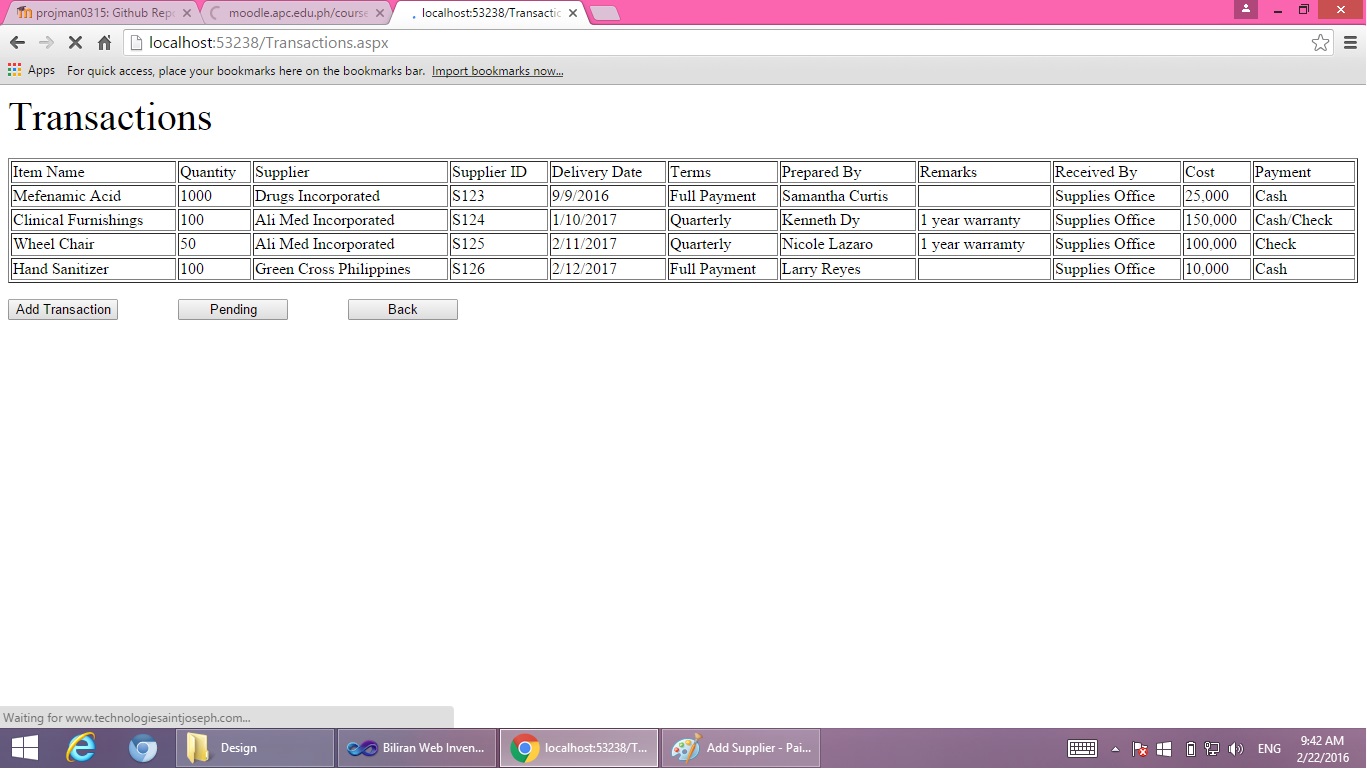 projman0315: Github Repo
moodle.apc.edu.ph/course
localhost:53238/Transactic
localhost:53238/Transactions.aspx
Apps For quick access, place your bookmarks here on the bookmarks bar. Import bookmarks now...
Transactions
Item Name Quantity Supplier Supplier ID Delivery Date Terms Prepared By Remarks Received By Cost Payment
Mefenamic Acid 1000 Drugs Incorporated S123 9/9/2016 Full Payment Samantha Curtis Supplies Office 25,000 Cash
Clinical Furnishings 100 Ali Med Incorporated S124 1/10/2017 Quarterly Kenneth Dy 1 year warranty Supplies Office 150,000 Cash/Check
Wheel Chair 50 Ali Med Incorporated S125 2/11/2017 Quarterly Nicole Lazaro 1 year warramty Supplies Office 100,000 Check
Hand Sanitizer 100 Green Cross Philippines S126 2/12/2017 Full Payment Larry Reyes Supplies Office 10,000 Cash
Add Transaction Pending Back
Waiting for www.technologiesaintjoseph.com...
Design Biliran Web Inven... localhost:53238/T... Add Supplier - Pai... ENG 9:42 AM
2/22/2016